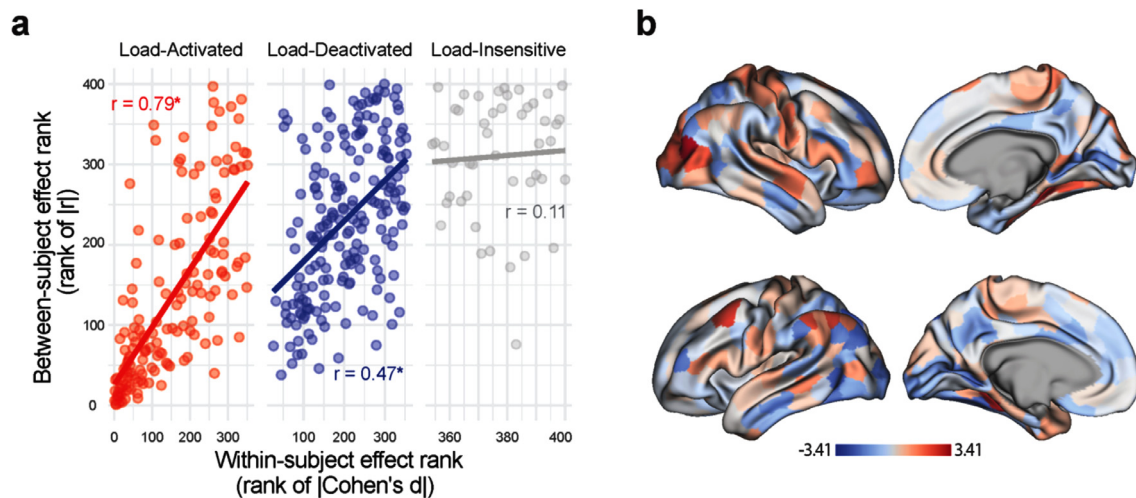 a
b
Load-Activated
Load-Deactivated
Load-Insensitive
400
300
200
100
0
r = 0.79*
r = 0.47*
r = 0.11
Between-subject effect rank
(rank of |r|)
0 100 200 300
100 200 300
360 380 400
Within-subject effect rank
(rank of |Cohen's d|)
-3.41
3.41